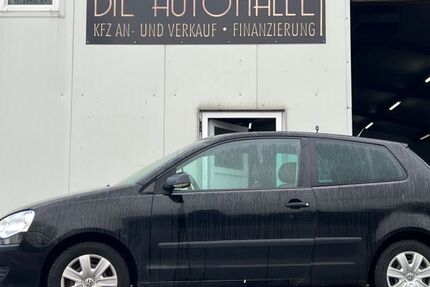 DIE AUTOHALLE
KFZ AN- UND VERKAUF • FINANZIERUNG